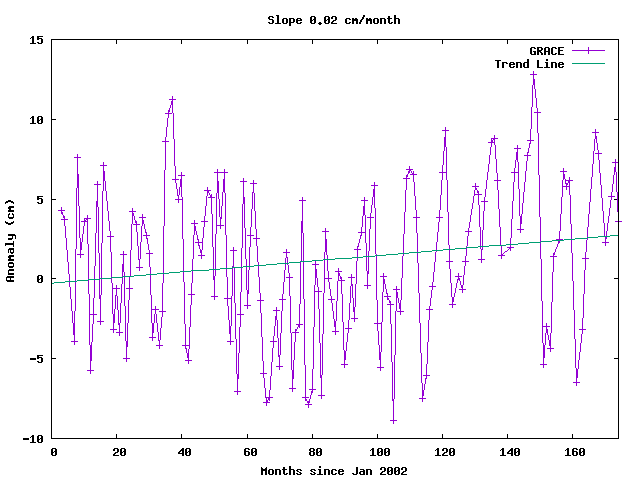 Slope 0.02 cm/month
15
GRACE
Trend Line
10
5
Anomaly (cm)
0
-5
-10
0 20 40 60 80 100 120 140 160
Months since Jan 2002